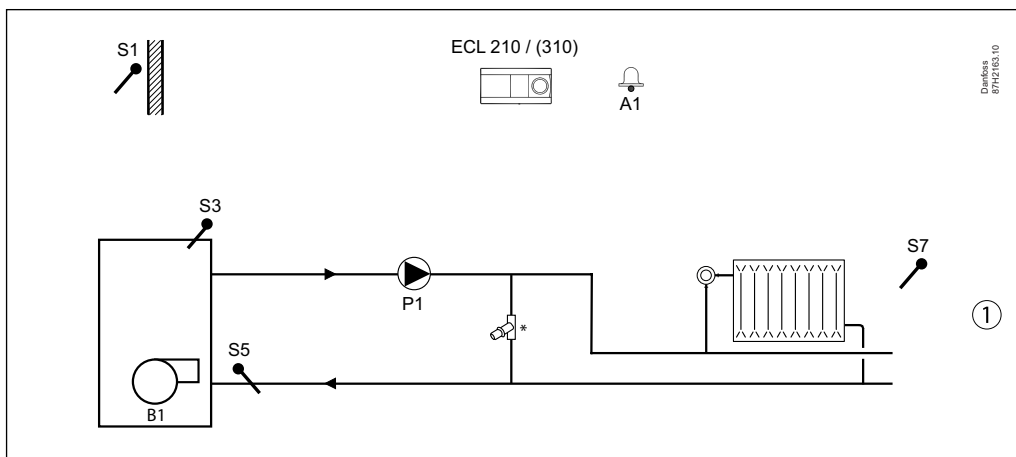 S1
ECL 210 / (310)
A1
Danfoss
87H2163.10
S3
S7
P1
*
①
S5
B1